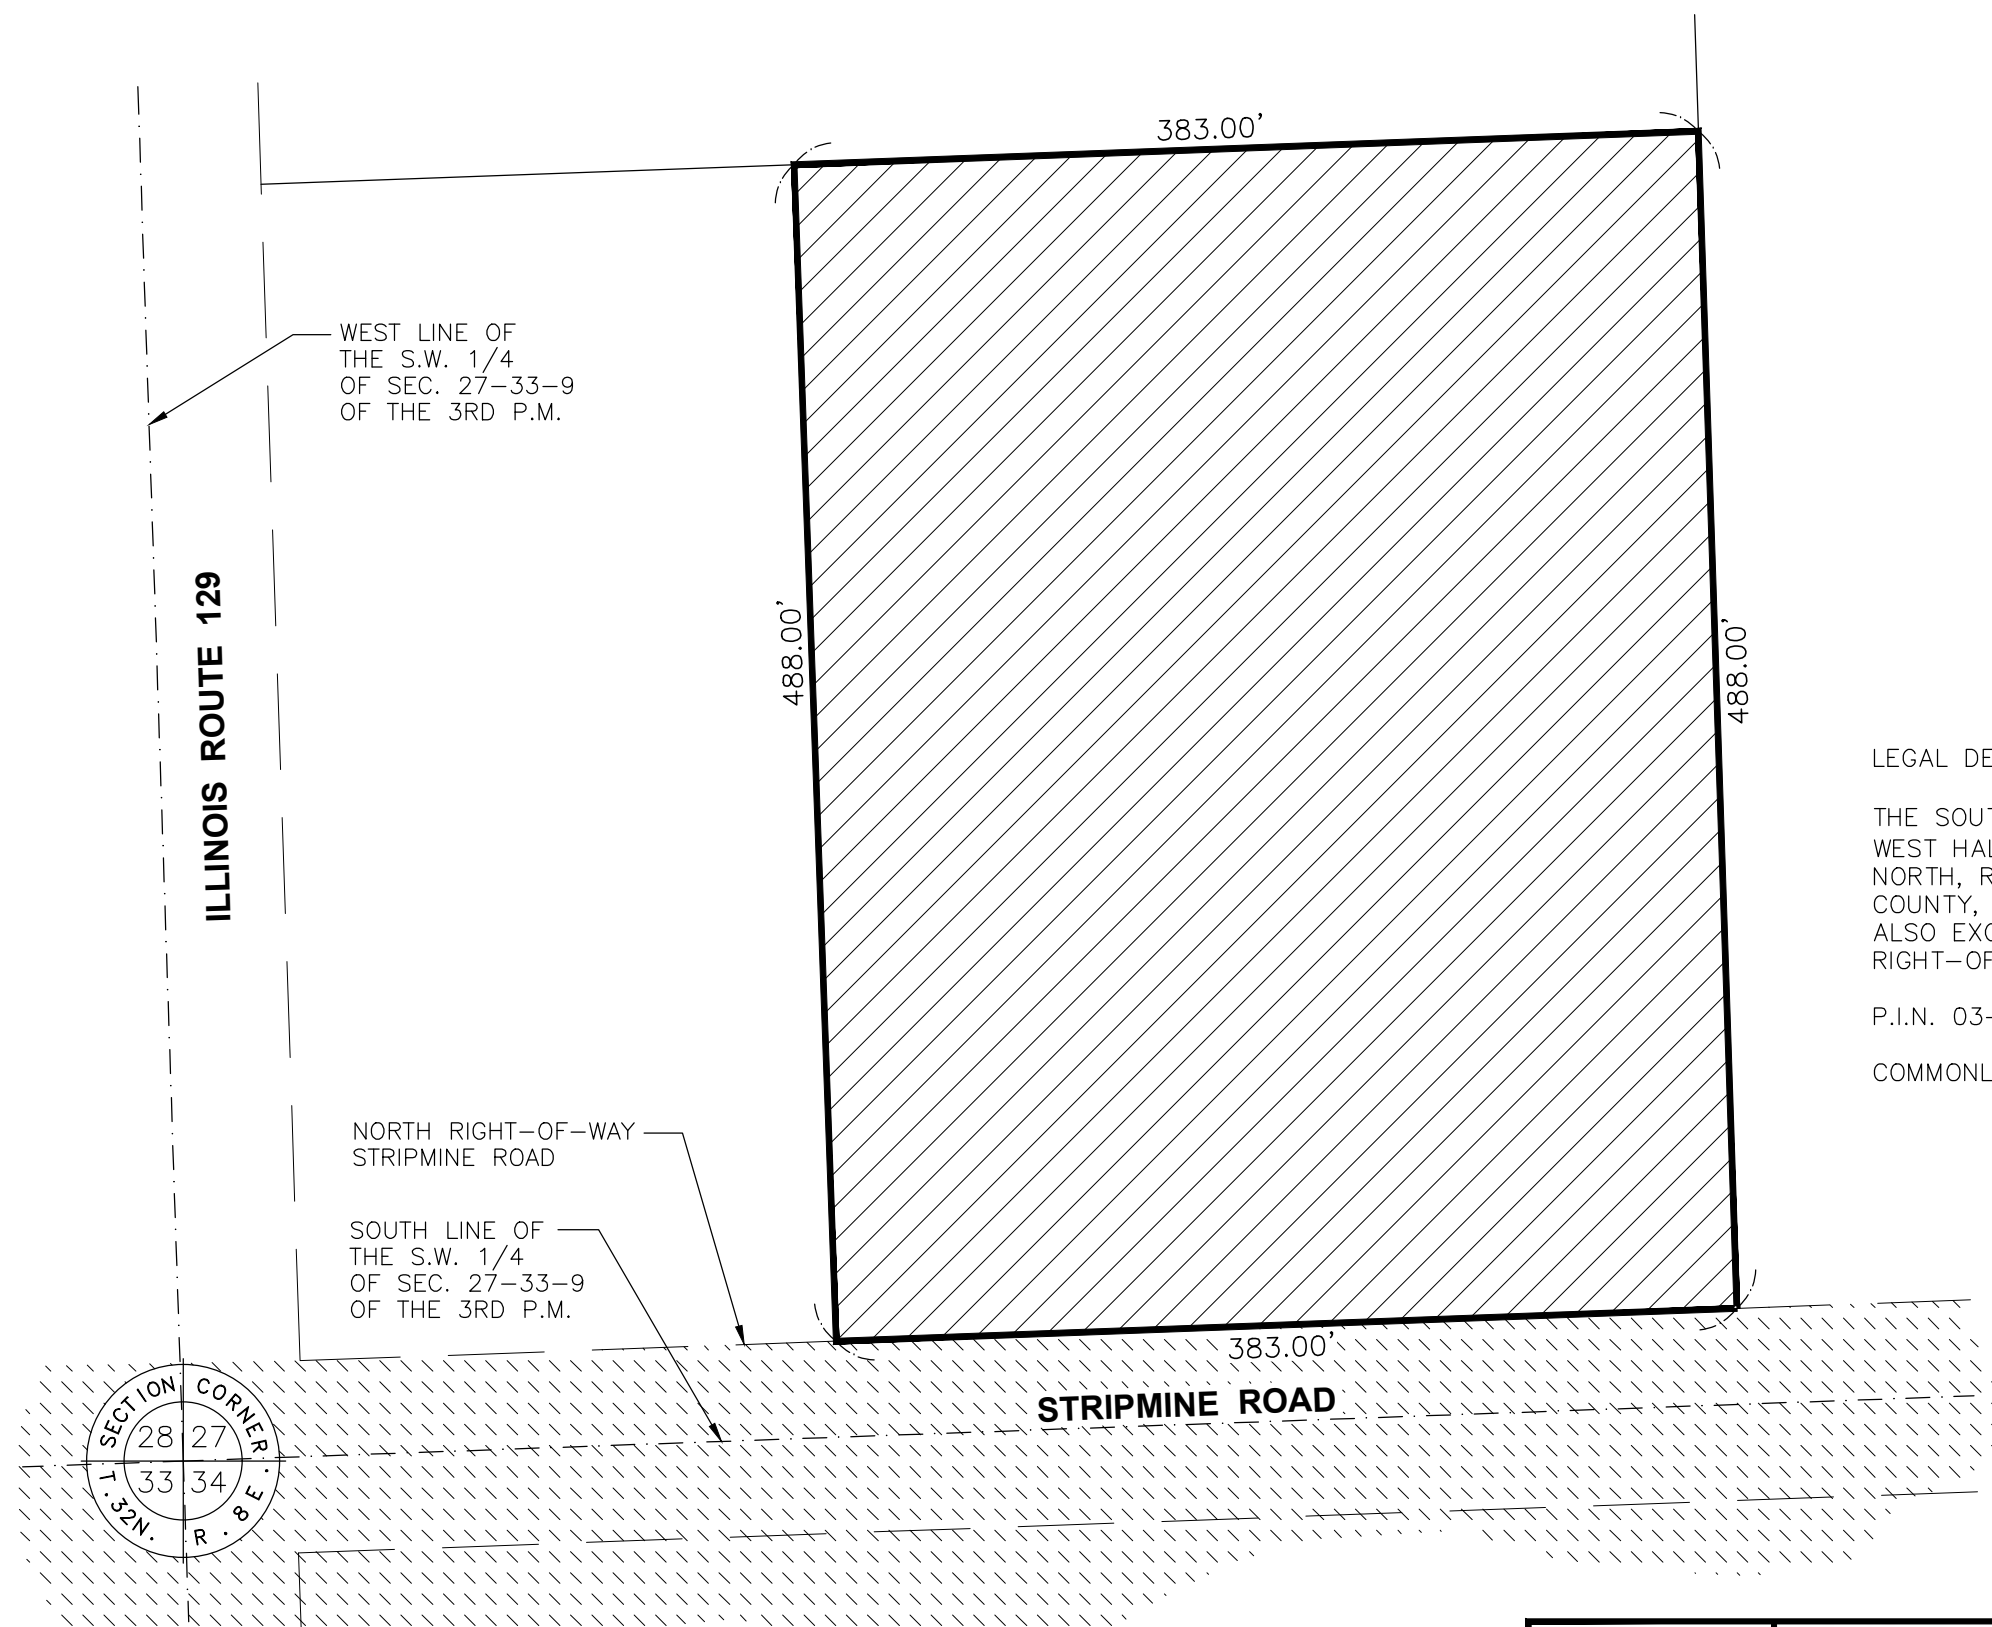 383.00'
WEST LINE OF
THE S.W. 1/4
OF SEC. 27-33-9
OF THE 3RD P.M.
ILLINOIS ROUTE 129
488.00'
488.00'
LEGAL DE
THE SOUT
WEST HAL
NORTH, R
COUNTY,
ALSO EXC
RIGHT-OF
P.I.N. 03-
COMMONL
NORTH RIGHT-OF-WAY
STRIPMINE ROAD
SOUTH LINE OF
THE S.W. 1/4
OF SEC. 27-33-9
OF THE 3RD P.M.
383.00'
STRIPMINE ROAD
SECTION CORNER
28 27
33 34
T.32N. R.8E.